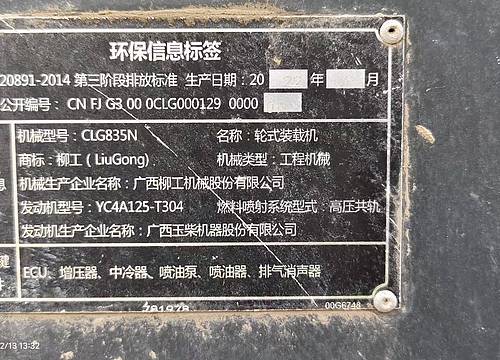 环保信息标签
20891-2014 第三阶段排放标准 生产日期：20 年 月
公开编号： CN FJ G3 00 0CLG000129 0000
机械型号：CLG835N 名称：轮式装载机
商标：柳工（LiuGong） 机械类型：工程机械
息 机械生产企业名称：广西柳工机械股份有限公司
发动机型号：YC4A125-T304 燃料喷射系统型式：高压共轨
发动机生产企业名称：广西玉柴机器股份有限公司
键 ECU、增压器、中冷器、喷油泵、喷油器、排气消声器
件
00G6748
2/13 13:32